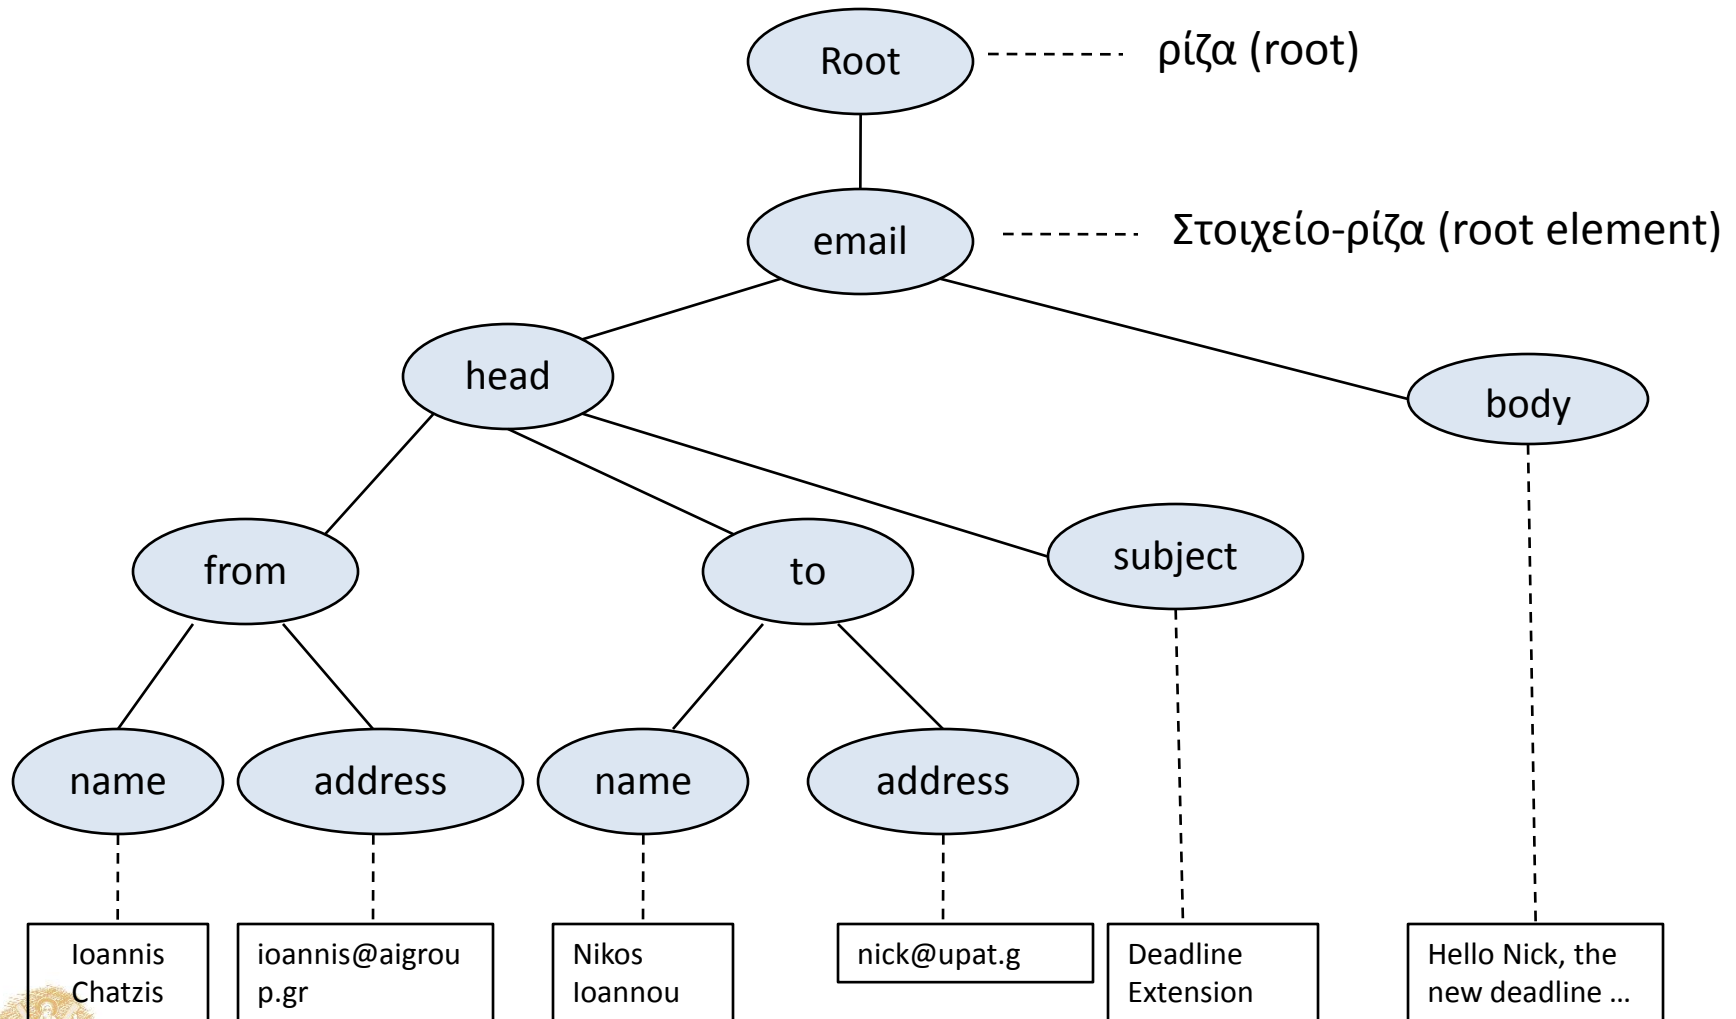 Root
ρίζα (root)
email
Στοιχείο-ρίζα (root element)
head
body
from
to
subject
name
address
name
address
Ioannis
Chatzis
ioannis@aigrou
p.gr
Nikos
Ioannou
nick@upat.g
Deadline
Extension
Hello Nick, the
new deadline ...